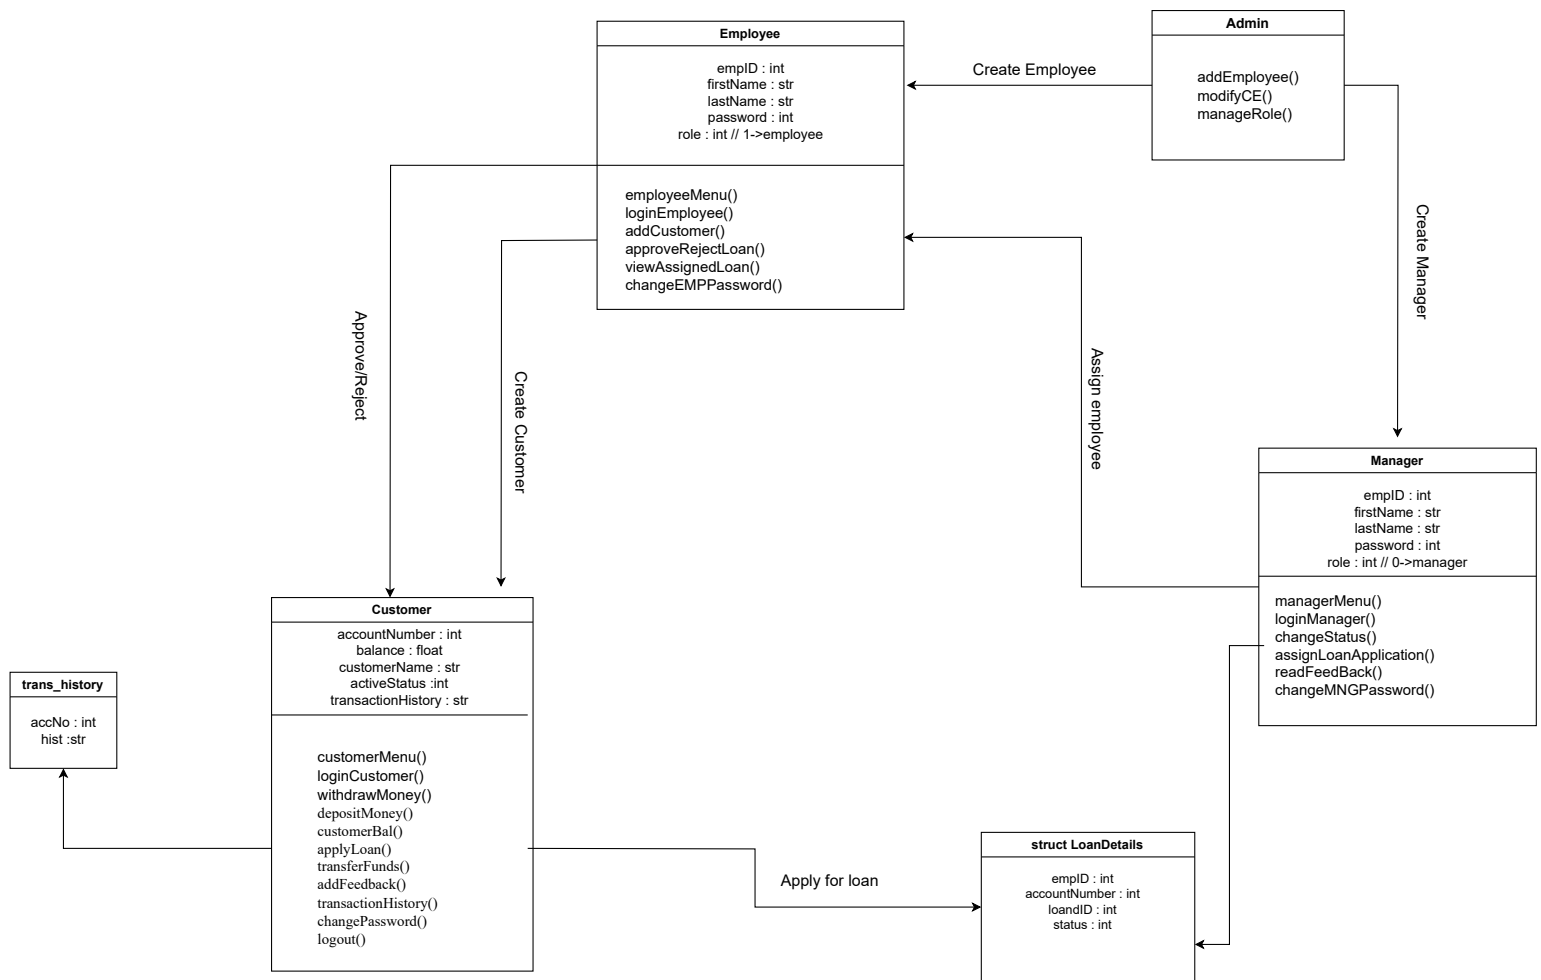 Employee
empID : int
firstName : str
lastName : str
password : int
role : int // 1->employee
employeeMenu()
loginEmployee()
addCustomer()
approveRejectLoan()
viewAssignedLoan()
changeEMPPassword()
Create Employee
Admin
addEmployee()
modifyCE()
manageRole()
Create Manager
Approve/Reject
Create Customer
Assign employee
Manager
empID : int
firstName : str
lastName : str
password : int
role : int // 0->manager
managerMenu()
loginManager()
changeStatus()
assignLoanApplication()
readFeedBack()
changeMNGPassword()
Customer
accountNumber : int
balance : float
customerName : str
activeStatus :int
transactionHistory : str
customerMenu()
loginCustomer()
withdrawMoney()
depositMoney()
customerBal()
applyLoan()
transferFunds()
addFeedback()
transactionHistory()
changePassword()
logout()
trans_history
accNo : int
hist :str
Apply for loan
struct LoanDetails
empID : int
accountNumber : int
loandID : int
status : int